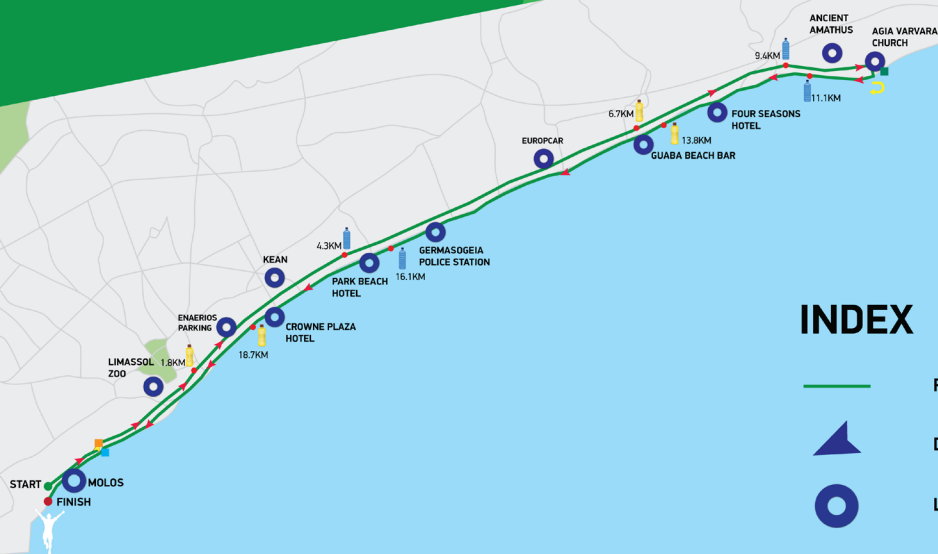 ANCIENT
AMATHUS
AGIA VARVARA
CHURCH
9.4KM
11.1KM
FOUR SEASONS
HOTEL
6.7KM
13.8KM
GUABA BEACH BAR
EUROPCAR
GERMASOGEIA
POLICE STATION
4.3KM
16.1KM
PARK BEACH
HOTEL
KEAN
ENAERIOS
PARKING
CROWNE PLAZA
HOTEL
18.7KM
LIMASSOL
ZOO
1.8KM
START
MOLOS
FINISH
INDEX